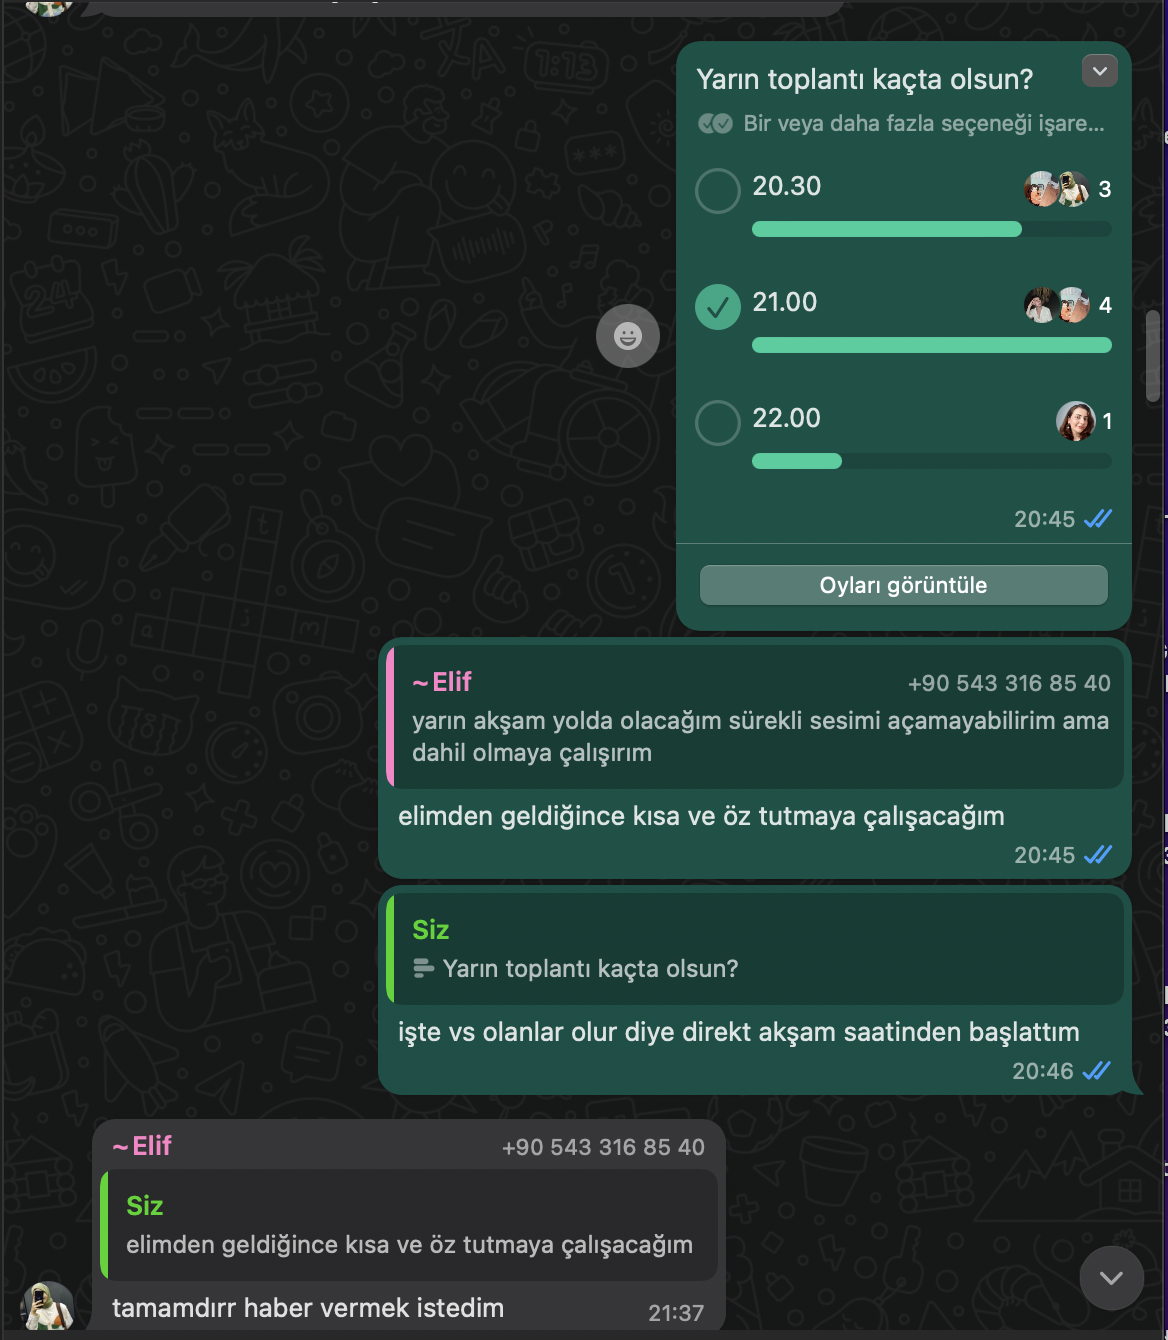 Yarın toplantı kaçta olsun?
Bir veya daha fazla seçeneği işare...
20.30
3
21.00
4
22.00
1
20:45
Oyları görüntüle
~Elif +90 543 316 85 40
yarın akşam yolda olacağım sürekli sesimi açamayabilirim ama
dahil olmaya çalışırım
elimden geldiğince kısa ve öz tutmaya çalışacağım
20:45
Siz
Yarın toplantı kaçta olsun?
işte vs olanlar olur diye direkt akşam saatinden başlattım
20:46
~Elif +90 543 316 85 40
Siz
elimden geldiğince kısa ve öz tutmaya çalışacağım
tamamdırr haber vermek istedim
21:37